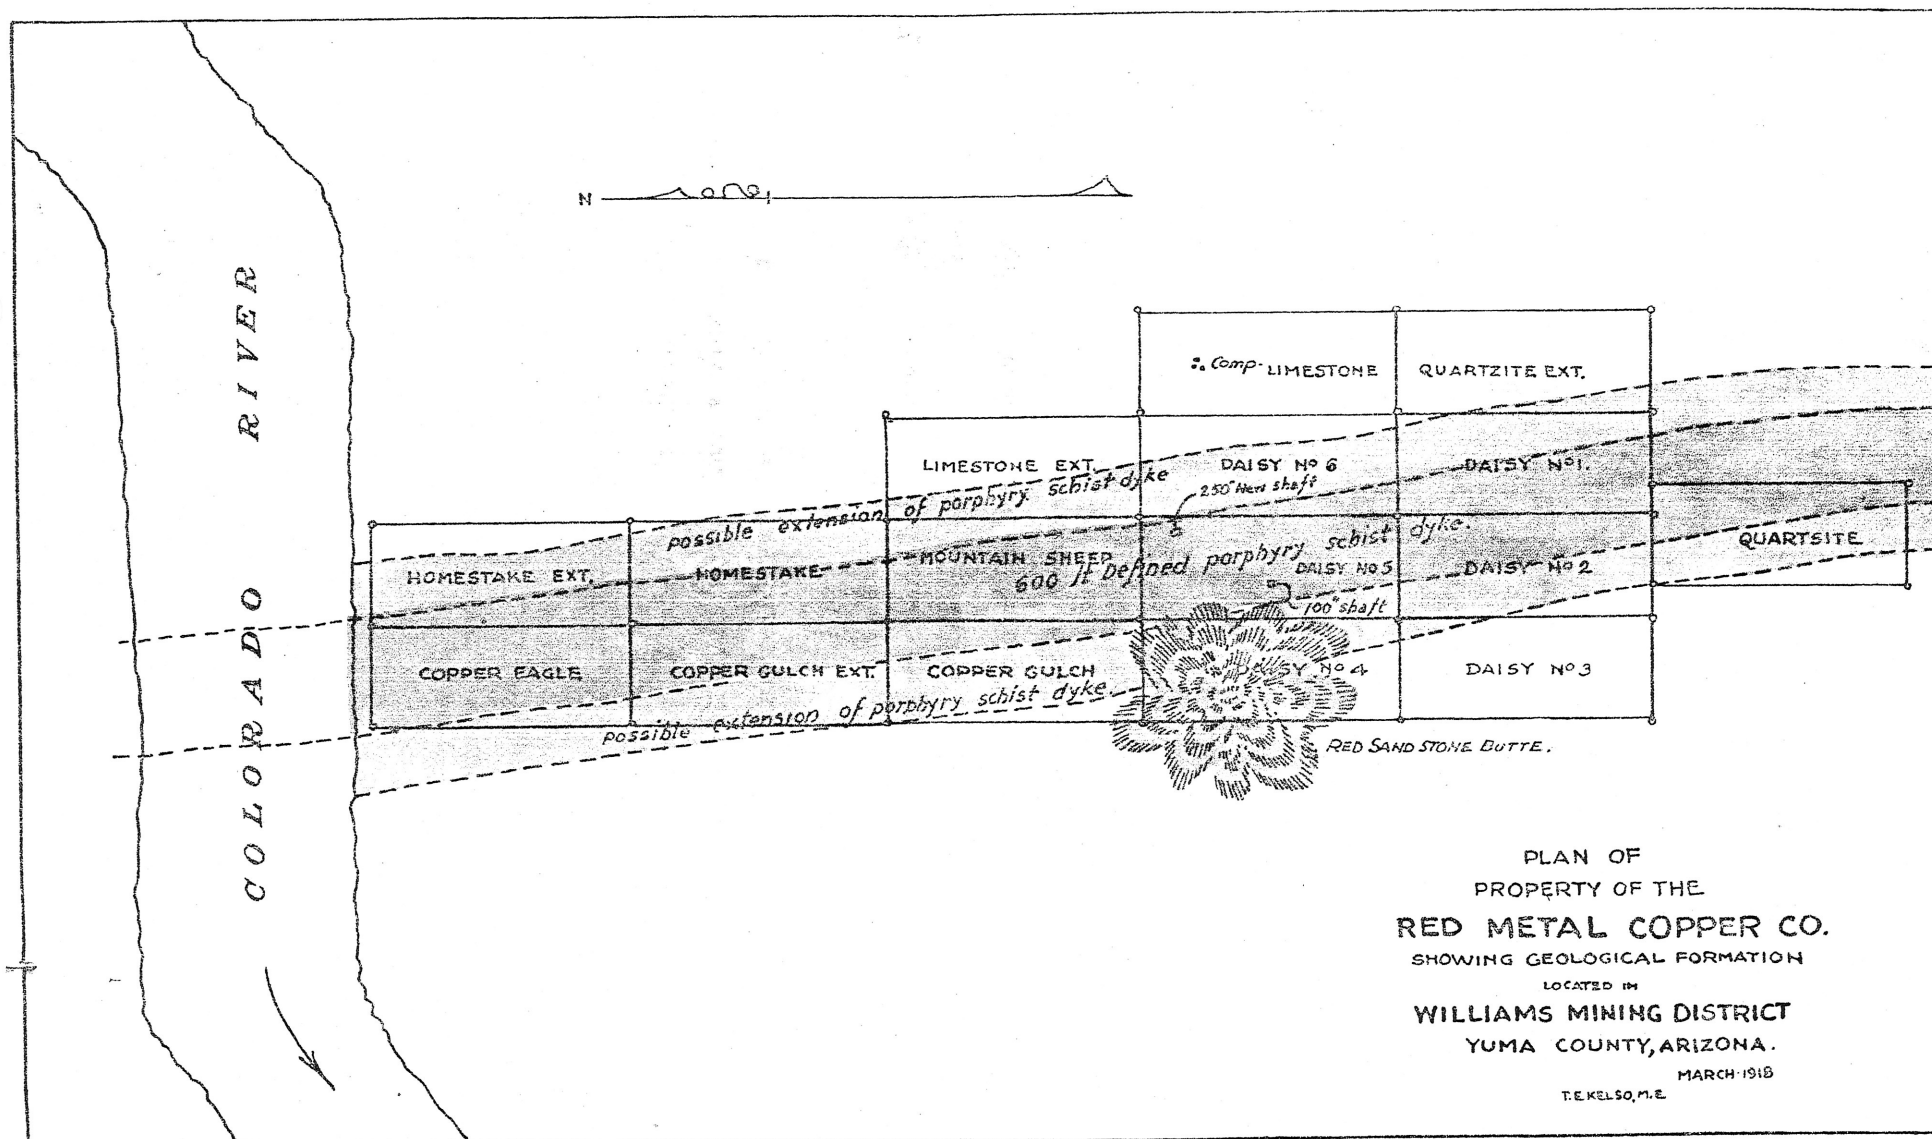 N
COLORADO RIVER
Comp. LIMESTONE
QUARTZITE EXT.
LIMESTONE EXT.
DAISY No 6
DAISY No 1.
250' New shaft
possible extension of porphyry schist dyke
HOMESTAKE EXT.
HOMESTAKE
MOUNTAIN SHEEP
600 ft defined porphyry schist dyke.
DAISY No 5
DAISY No 2
QUARTSITE
100' shaft
COPPER EAGLE
COPPER GULCH EXT.
COPPER GULCH
DAISY No 4
DAISY No 3
possible extension of porphyry schist dyke.
RED SAND STONE BUTTE.
PLAN OF
PROPERTY OF THE
RED METAL COPPER CO.
SHOWING GEOLOGICAL FORMATION
LOCATED IN
WILLIAMS MINING DISTRICT
YUMA COUNTY, ARIZONA.
MARCH-1918
T.E.KELSO, M.E.